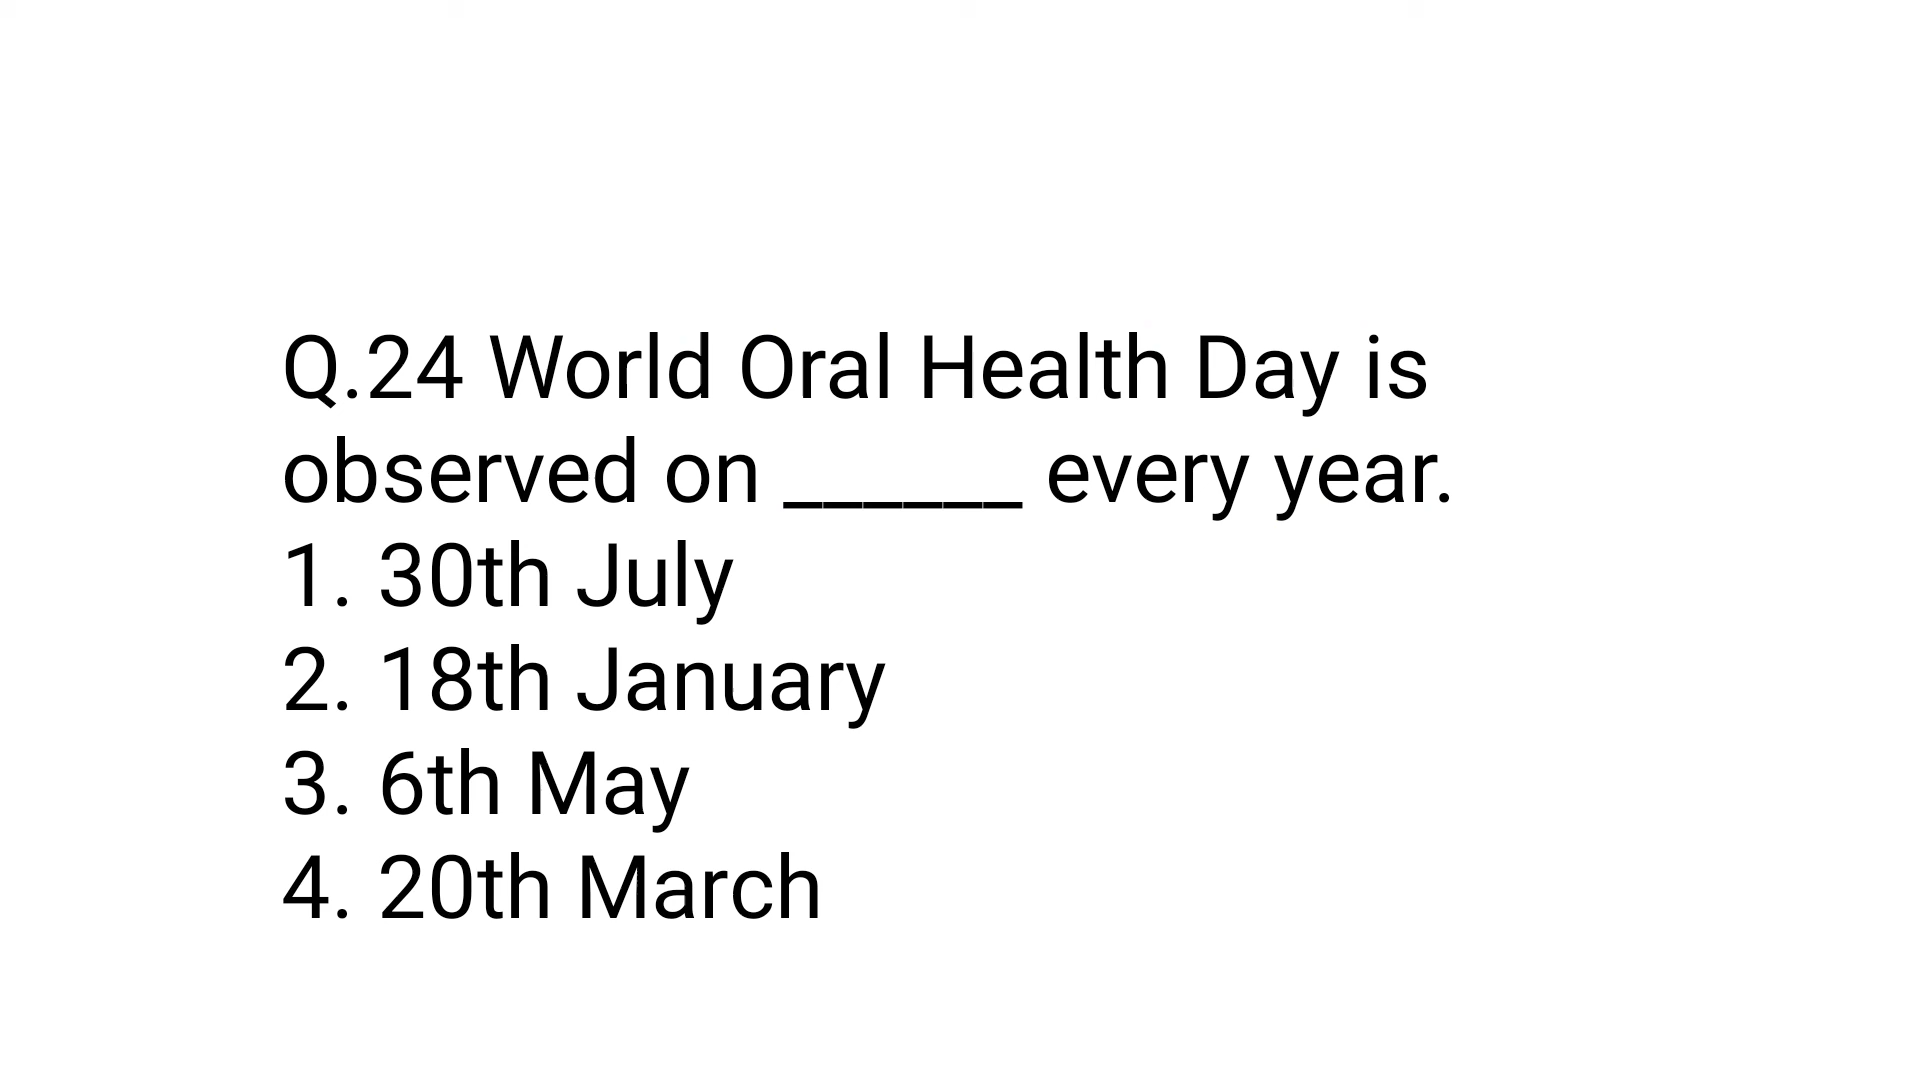 Q.24 World Oral Health Day is
observed on ______ every year.
1. 30th July
2. 18th January
3. 6th May
4. 20th March